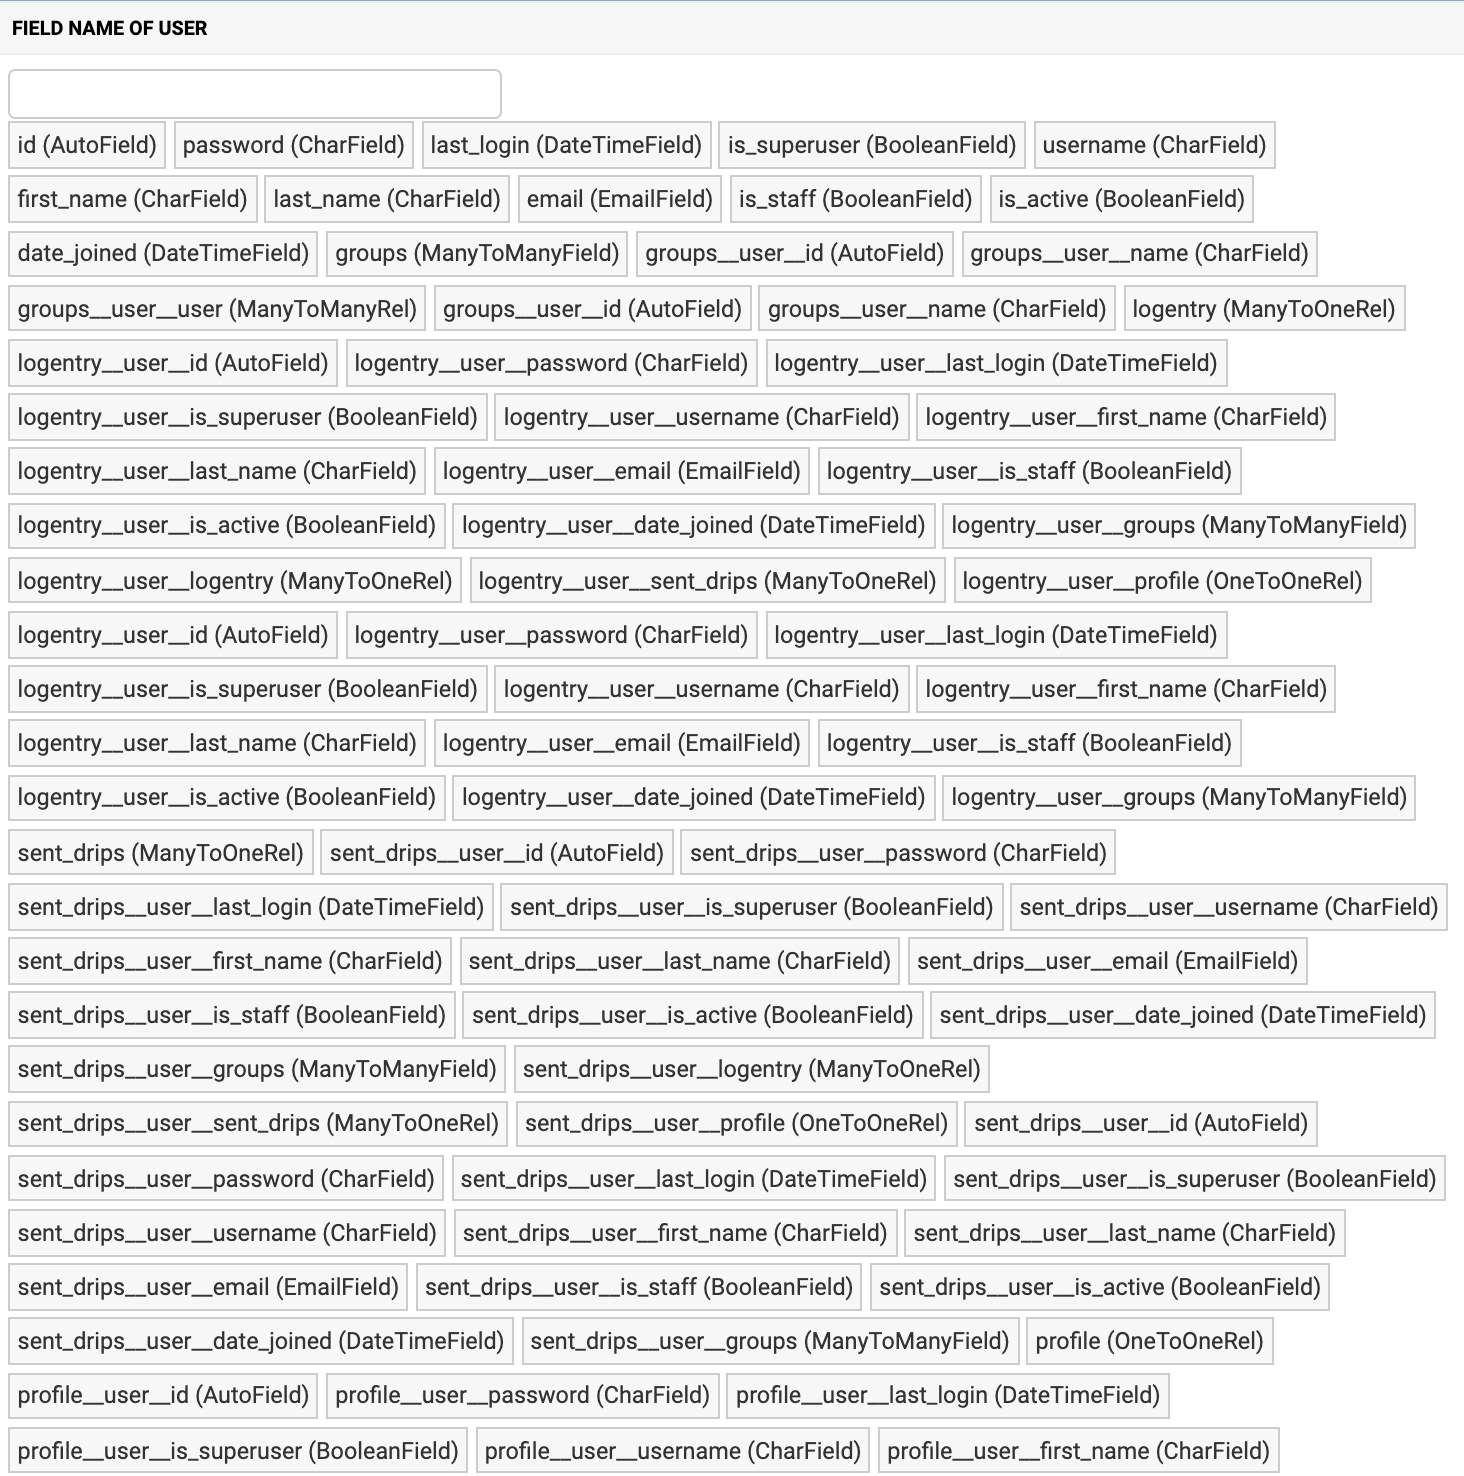 FIELD NAME OF USER
id (AutoField) password (CharField) last_login (DateTimeField) is_superuser (BooleanField) username (CharField)
first_name (CharField) last_name (CharField) email (EmailField) is_staff (BooleanField) is_active (BooleanField)
date_joined (DateTimeField) groups (ManyToManyField) groups__user__id (AutoField) groups__user__name (CharField)
groups__user__user (ManyToManyRel) groups__user__id (AutoField) groups__user__name (CharField) logentry (ManyToOneRel)
logentry__user__id (AutoField) logentry__user__password (CharField) logentry__user__last_login (DateTimeField)
logentry__user__is_superuser (BooleanField) logentry__user__username (CharField) logentry__user__first_name (CharField)
logentry__user__last_name (CharField) logentry__user__email (EmailField) logentry__user__is_staff (BooleanField)
logentry__user__is_active (BooleanField) logentry__user__date_joined (DateTimeField) logentry__user__groups (ManyToManyField)
logentry__user__logentry (ManyToOneRel) logentry__user__sent_drips (ManyToOneRel) logentry__user__profile (OneToOneRel)
logentry__user__id (AutoField) logentry__user__password (CharField) logentry__user__last_login (DateTimeField)
logentry__user__is_superuser (BooleanField) logentry__user__username (CharField) logentry__user__first_name (CharField)
logentry__user__last_name (CharField) logentry__user__email (EmailField) logentry__user__is_staff (BooleanField)
logentry__user__is_active (BooleanField) logentry__user__date_joined (DateTimeField) logentry__user__groups (ManyToManyField)
sent_drips (ManyToOneRel) sent_drips__user__id (AutoField) sent_drips__user__password (CharField)
sent_drips__user__last_login (DateTimeField) sent_drips__user__is_superuser (BooleanField) sent_drips__user__username (CharField)
sent_drips__user__first_name (CharField) sent_drips__user__last_name (CharField) sent_drips__user__email (EmailField)
sent_drips__user__is_staff (BooleanField) sent_drips__user__is_active (BooleanField) sent_drips__user__date_joined (DateTimeField)
sent_drips__user__groups (ManyToManyField) sent_drips__user__logentry (ManyToOneRel)
sent_drips__user__sent_drips (ManyToOneRel) sent_drips__user__profile (OneToOneRel) sent_drips__user__id (AutoField)
sent_drips__user__password (CharField) sent_drips__user__last_login (DateTimeField) sent_drips__user__is_superuser (BooleanField)
sent_drips__user__username (CharField) sent_drips__user__first_name (CharField) sent_drips__user__last_name (CharField)
sent_drips__user__email (EmailField) sent_drips__user__is_staff (BooleanField) sent_drips__user__is_active (BooleanField)
sent_drips__user__date_joined (DateTimeField) sent_drips__user__groups (ManyToManyField) profile (OneToOneRel)
profile__user__id (AutoField) profile__user__password (CharField) profile__user__last_login (DateTimeField)
profile__user__is_superuser (BooleanField) profile__user__username (CharField) profile__user__first_name (CharField)